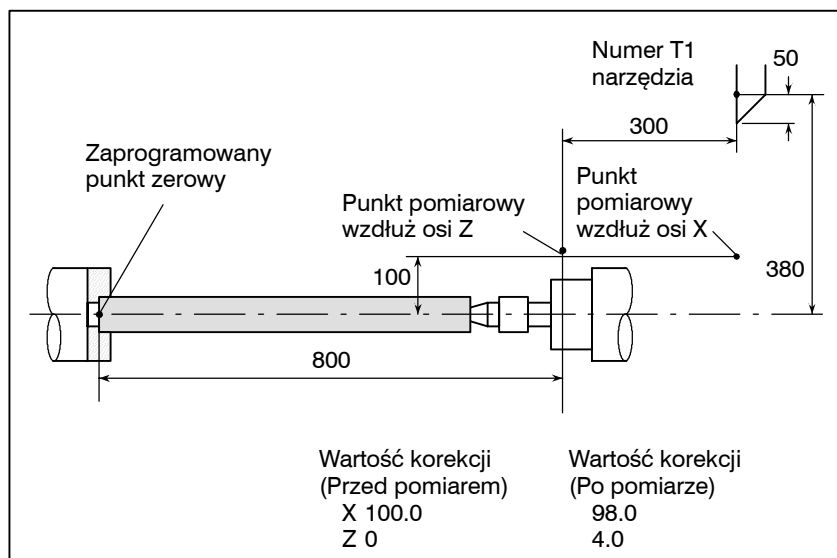 Numer T1
narzędzia
50
300
Zaprogramowany
punkt zerowy
Punkt pomiarowy
wzdłuż osi Z
Punkt
pomiarowy
wzdłuż osi X
100
380
800
Wartość korekcji
(Przed pomiarem)
X 100.0
Z 0
Wartość korekcji
(Po pomiarze)
98.0
4.0